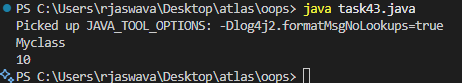 PS C:\Users\rjaswava\Desktop\atlas\oops> java task43.java
Picked up JAVA_TOOL_OPTIONS: -Dlog4j2.formatMsgNoLookups=true
Myclass
10
PS C:\Users\rjaswava\Desktop\atlas\oops>